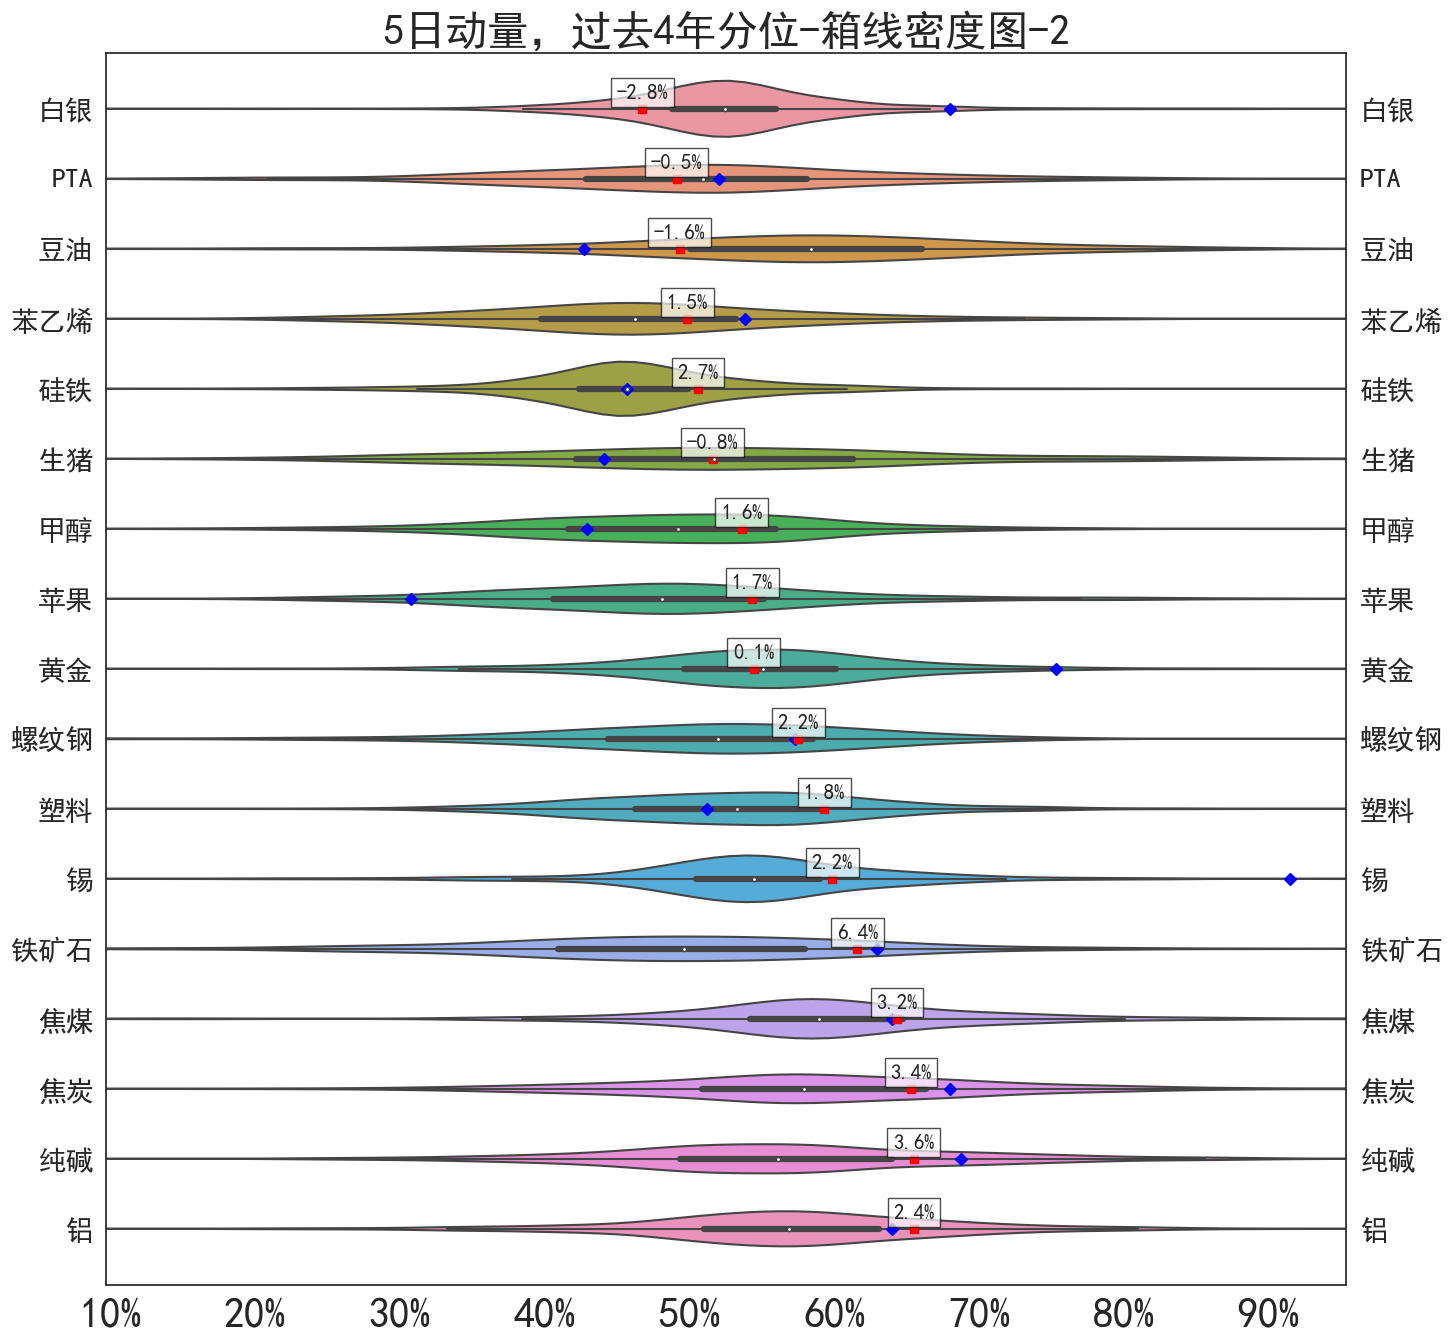 5日动量，过去4年分位-箱线密度图-2
白银 -2.8% 白银
PTA -0.5% PTA
豆油 -1.6% 豆油
苯乙烯 1.5% 苯乙烯
硅铁 2.7% 硅铁
生猪 -0.8% 生猪
甲醇 1.6% 甲醇
苹果 1.7% 苹果
黄金 0.1% 黄金
螺纹钢 2.2% 螺纹钢
塑料 1.8% 塑料
锡 2.2% 锡
铁矿石 6.4% 铁矿石
焦煤 3.2% 焦煤
焦炭 3.4% 焦炭
纯碱 3.6% 纯碱
铝 2.4% 铝
10% 20% 30% 40% 50% 60% 70% 80% 90%